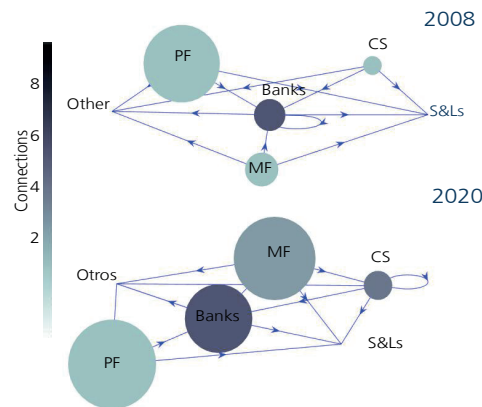 2008
CS
PF
8
Banks
Other
S&Ls
6
Connections
4
MF
2020
2
MF
CS
Otros
Banks
S&Ls
PF